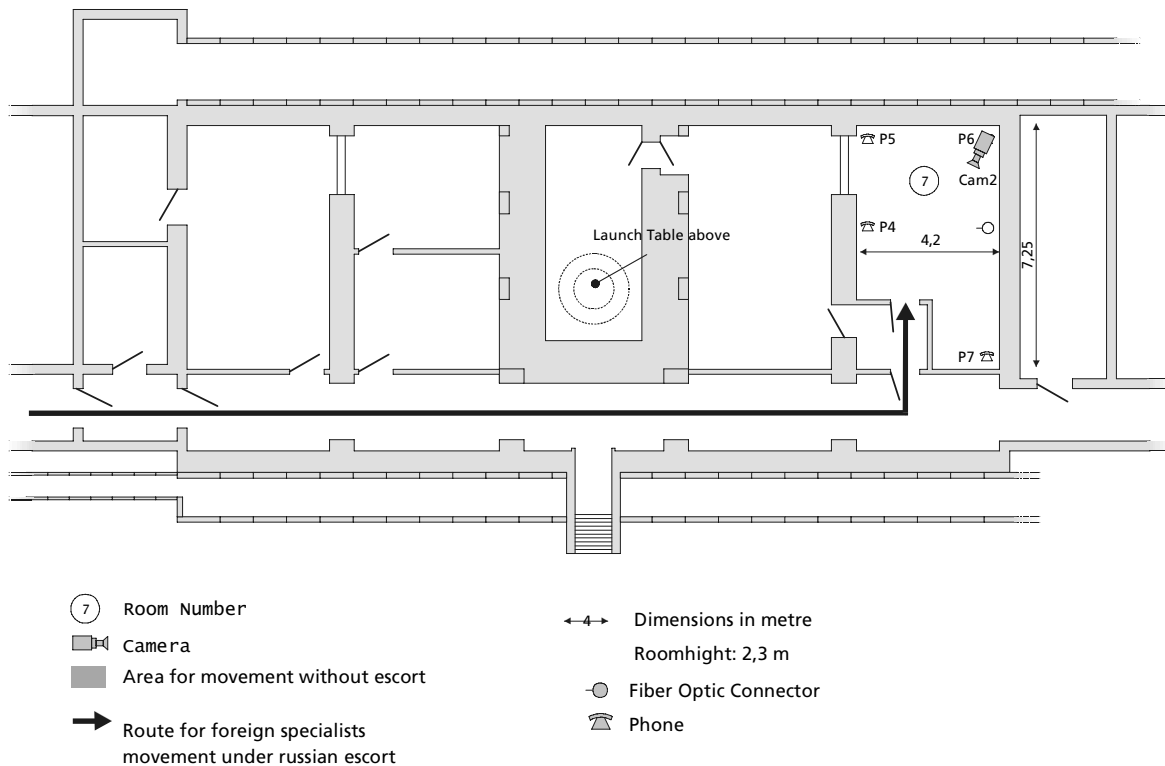 P5
P6
7
Cam2
P4
Launch Table above
4,2
7,25
P7
7
Room Number
Camera
Area for movement without escort
Route for foreign specialists
movement under russian escort
4
Dimensions in metre
Roomhight: 2,3 m
Fiber Optic Connector
Phone